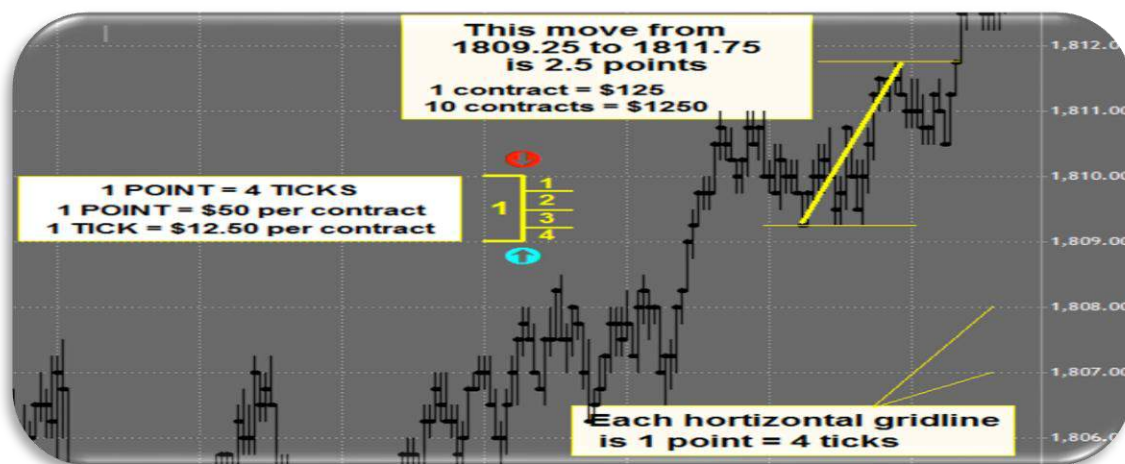 This move from
1809.25 to 1811.75
is 2.5 points
1 contract = $125
10 contracts = $1250
1 POINT = 4 TICKS
1 POINT = $50 per contract
1 TICK = $12.50 per contract
1
1
2
3
4
Each hortizontal gridline
is 1 point = 4 ticks
1,812.00
1,811.00
1,810.00
1,809.00
1,808.00
1,807.00
1,806.00